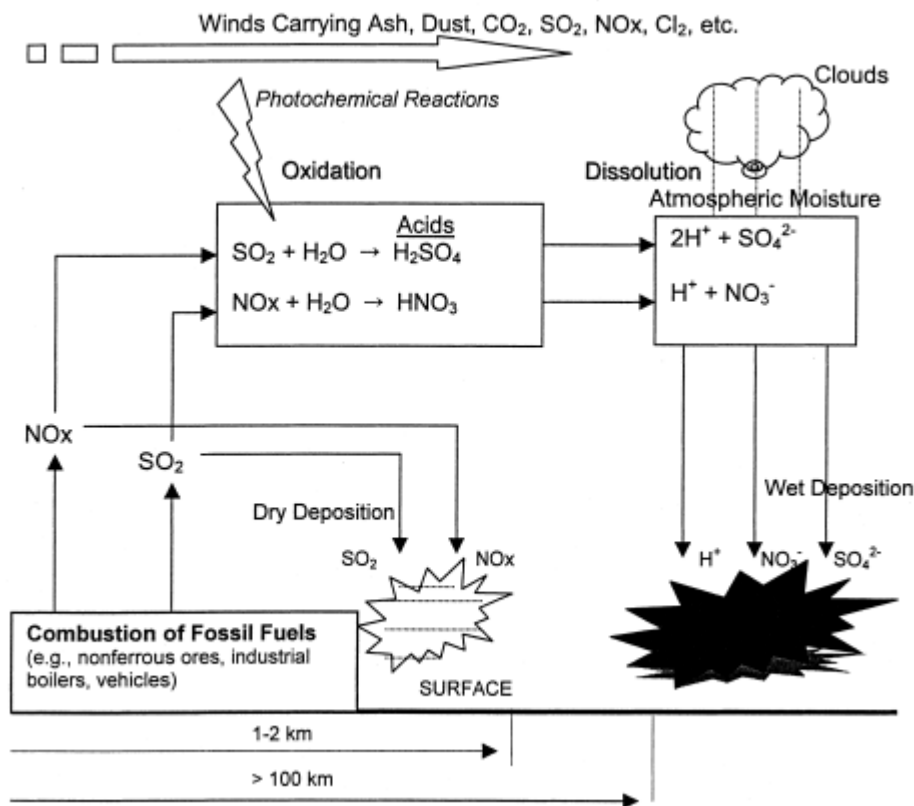 Winds Carrying Ash, Dust, CO₂, SO₂, NOx, Cl₂, etc.
Photochemical Reactions
Clouds
Oxidation
Dissolution
Atmospheric Moisture
Acids
SO₂ + H₂O → H₂SO₄
NOx + H₂O → HNO₃
2H⁺ + SO₄²⁻
H⁺ + NO₃⁻
NOx
SO₂
Dry Deposition
Wet Deposition
SO₂
NOx
H⁺
NO₃⁻
SO₄²⁻
Combustion of Fossil Fuels
(e.g., nonferrous ores, industrial
boilers, vehicles)
SURFACE
1-2 km
> 100 km